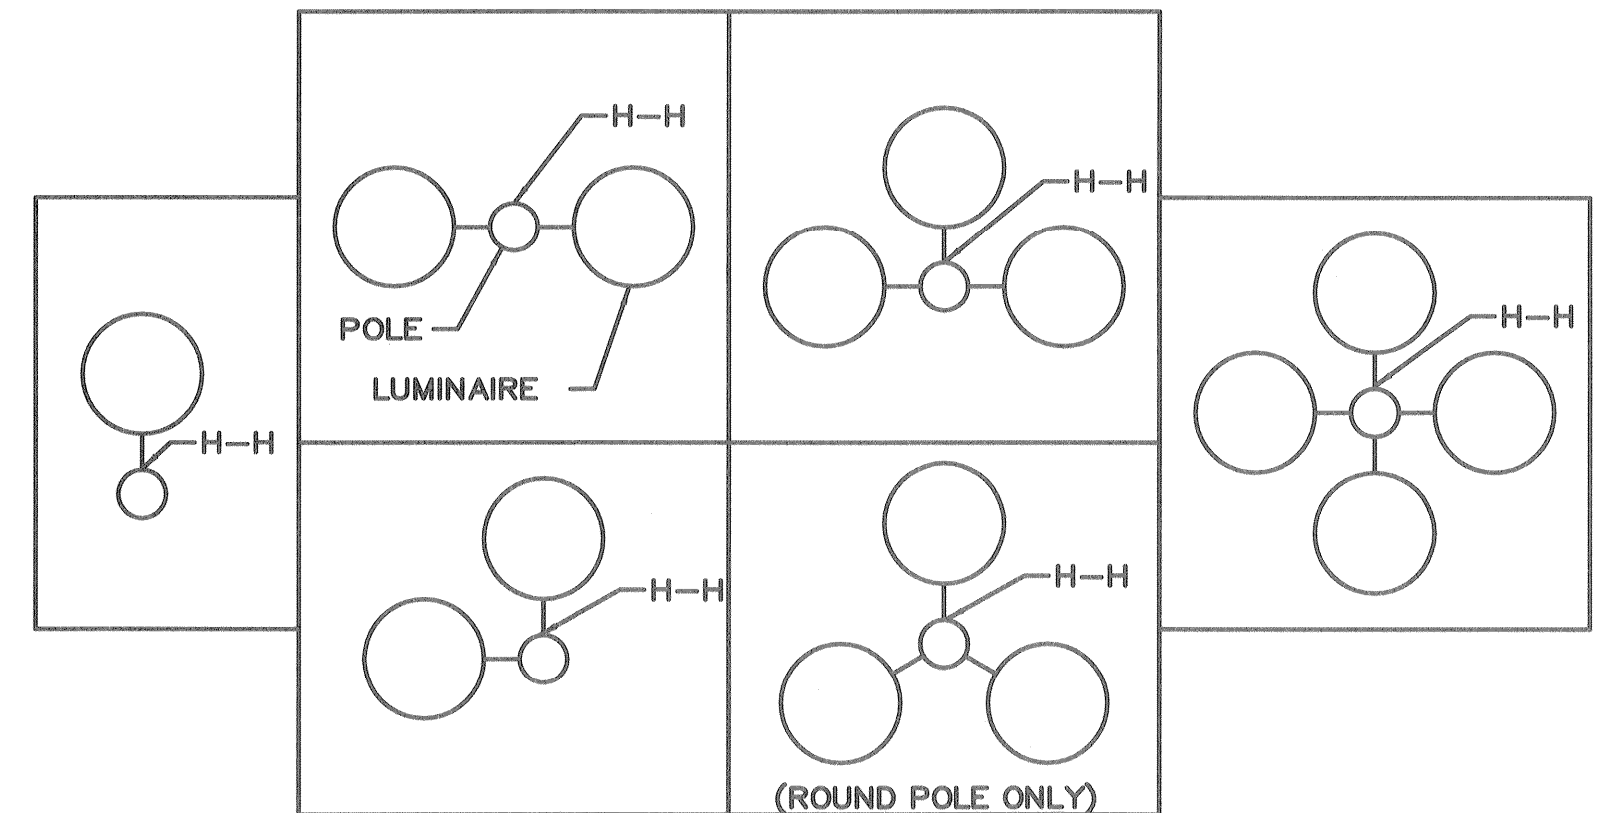 H-H
H-H
POLE
LUMINAIRE
H-H
H-H
H-H
H-H
(ROUND POLE ONLY)